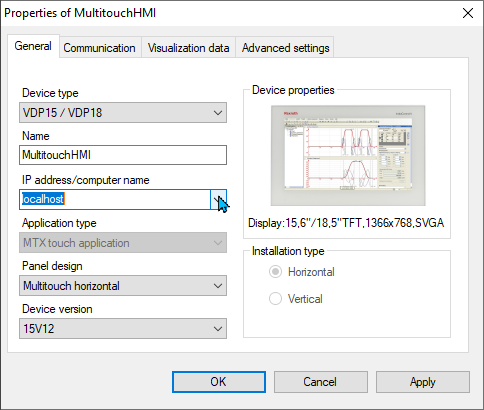 Properties of MultitouchHMI
General Communication Visualization data Advanced settings
Device type
VDP15 / VDP18
Name
MultitouchHMI
IP address/computer name
localhost
Application type
MTX touch application
Panel design
Multitouch horizontal
Device version
15V12
Device properties
Display:15,6"/18,5"TFT,1366x768,SVGA
Installation type
Horizontal
Vertical
OK Cancel Apply